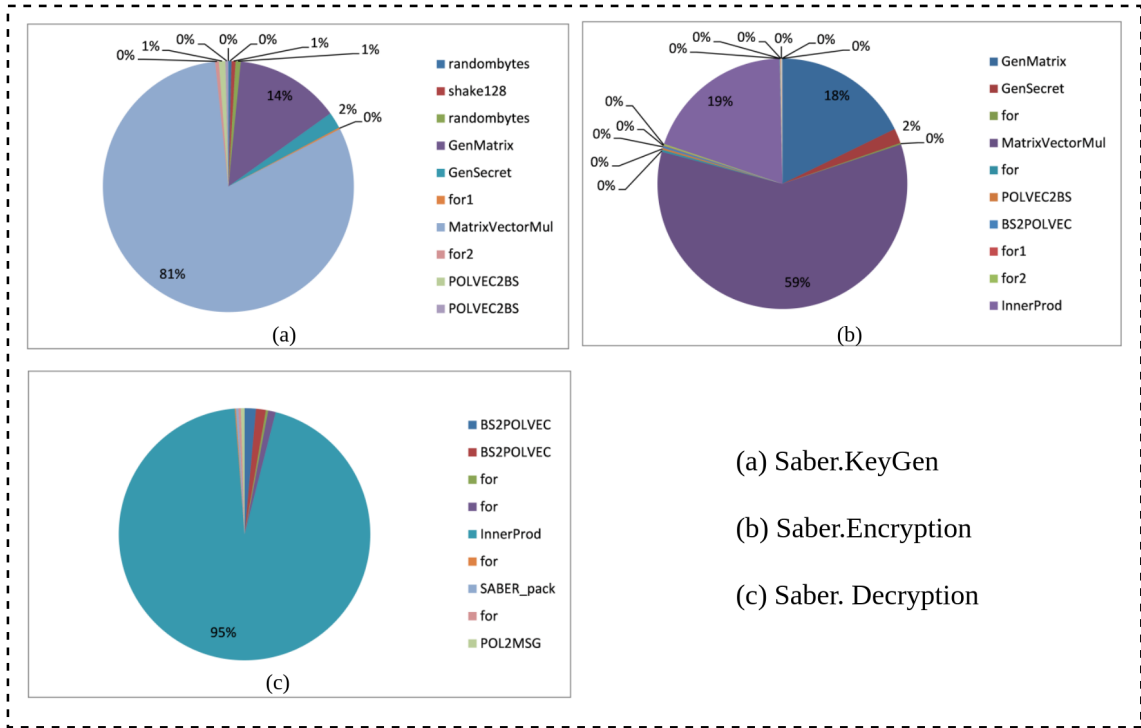 0% 1% 0% 0% 0% 1% 1%
14%
2%
0%
81%
randombytes
shake128
randombytes
GenMatrix
GenSecret
for1
MatrixVectorMul
for2
POLVEC2BS
POLVEC2BS
(a)
0% 0% 0% 0% 0%
18%
2%
0%
59%
0%
0%
0%
0%
0%
19%
GenMatrix
GenSecret
for
MatrixVectorMul
for
POLVEC2BS
BS2POLVEC
for1
for2
InnerProd
(b)
95%
BS2POLVEC
BS2POLVEC
for
for
InnerProd
for
SABER_pack
for
POL2MSG
(c)
(a) Saber.KeyGen
(b) Saber.Encryption
(c) Saber. Decryption